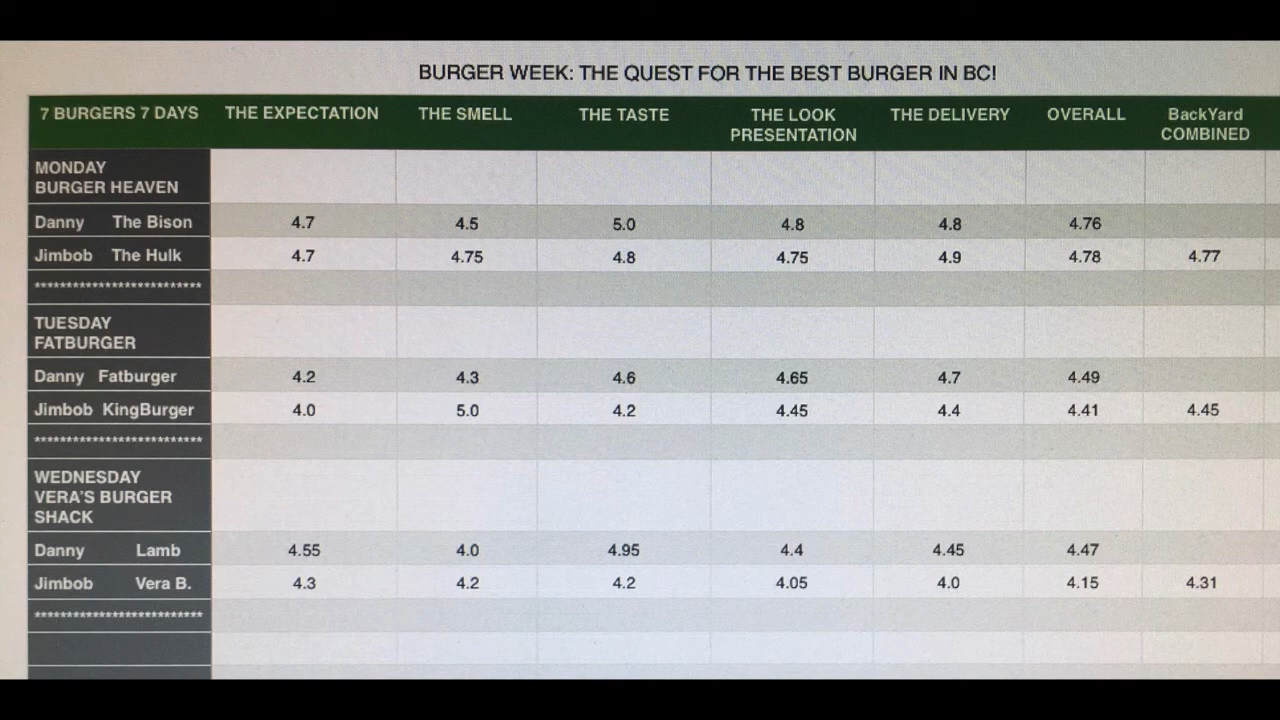 BURGER WEEK: THE QUEST FOR THE BEST BURGER IN BC!
7 BURGERS 7 DAYS THE EXPECTATION THE SMELL THE TASTE THE LOOK THE DELIVERY OVERALL BackYard
PRESENTATION COMBINED
MONDAY
BURGER HEAVEN
Danny The Bison 4.7 4.5 5.0 4.8 4.8 4.76
Jimbob The Hulk 4.7 4.75 4.8 4.75 4.9 4.78 4.77
**************************
TUESDAY
FATBURGER
Danny Fatburger 4.2 4.3 4.6 4.65 4.7 4.49
Jimbob KingBurger 4.0 5.0 4.2 4.45 4.4 4.41 4.45
**************************
WEDNESDAY
VERA'S BURGER
SHACK
Danny Lamb 4.55 4.0 4.95 4.4 4.45 4.47
Jimbob Vera B. 4.3 4.2 4.2 4.05 4.0 4.15 4.31
**************************